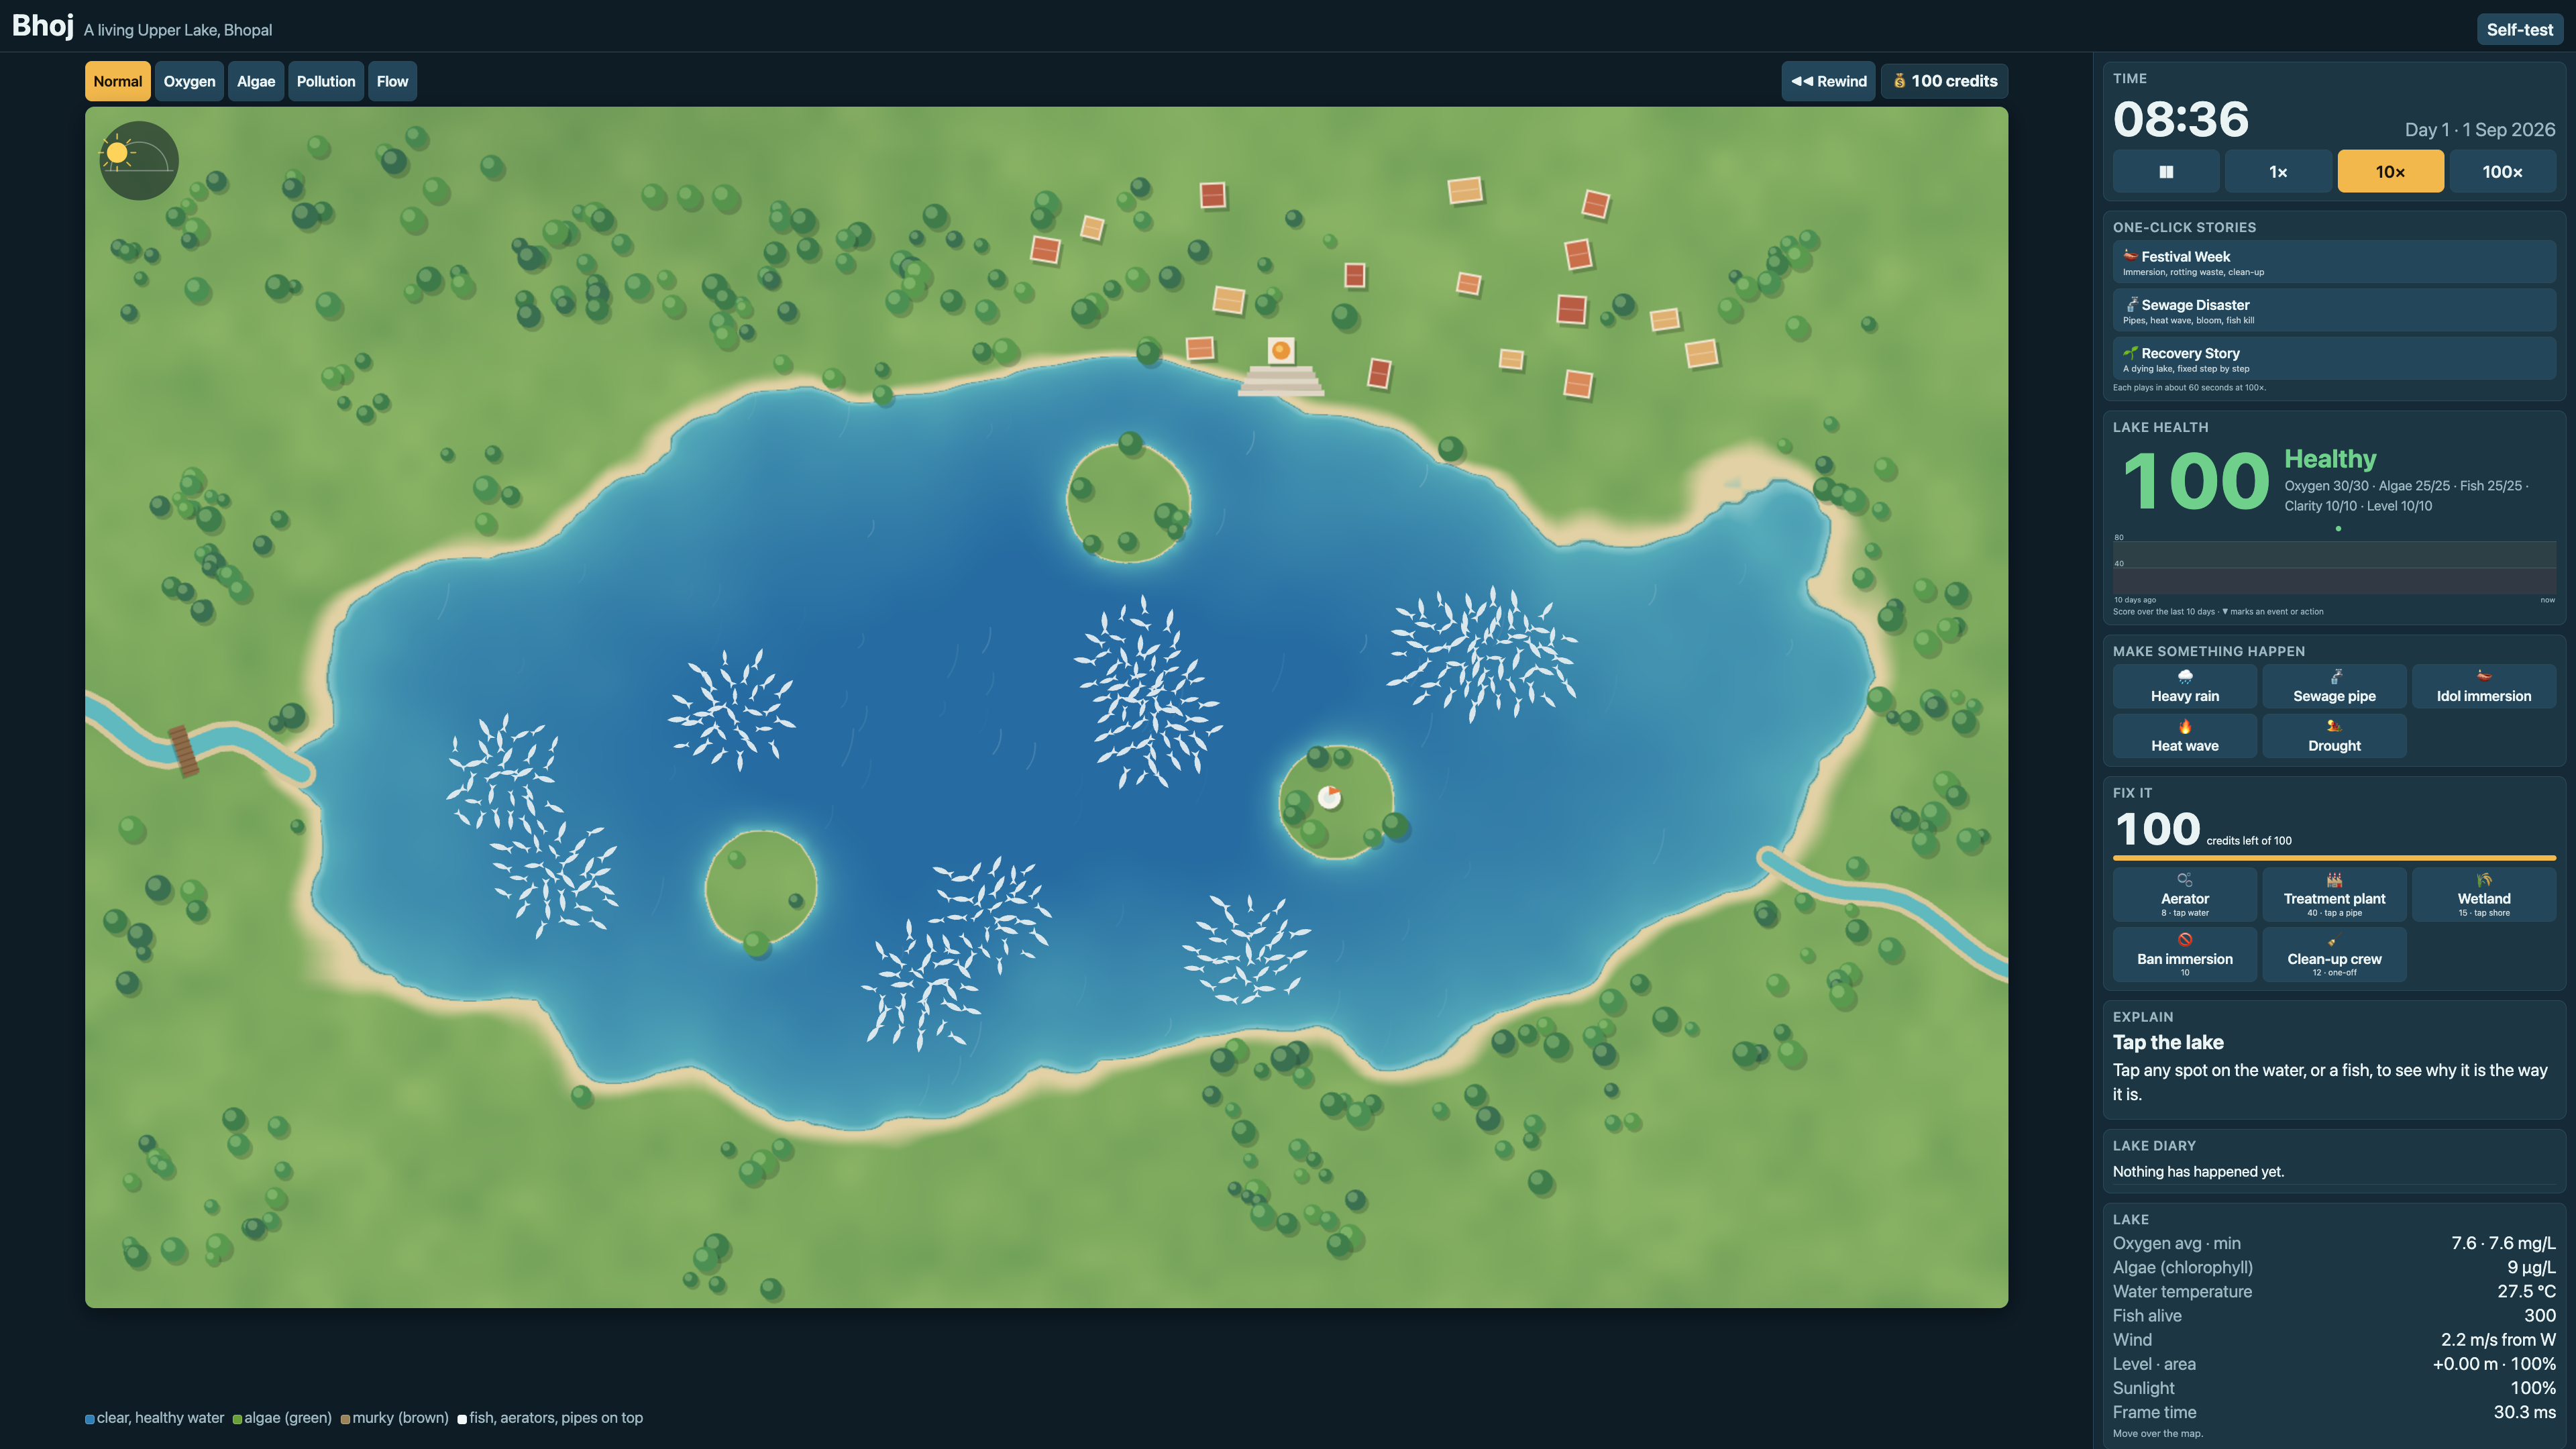 Bhoj A living Upper Lake, Bhopal
Self-test
Normal Oxygen Algae Pollution Flow
◀◀ Rewind 100 credits
TIME
08:36 Day 1 · 1 Sep 2026
1× 10× 100×
ONE-CLICK STORIES
Festival Week
Immersion, rotting waste, clean-up
Sewage Disaster
Pipes, heat wave, bloom, fish kill
Recovery Story
A dying lake, fixed step by step
Each plays in about 60 seconds at 100×.
LAKE HEALTH
100 Healthy
Oxygen 30/30 · Algae 25/25 · Fish 25/25 ·
Clarity 10/10 · Level 10/10
80
40
10 days ago now
Score over the last 10 days · ▼ marks an event or action
MAKE SOMETHING HAPPEN
Heavy rain Sewage pipe Idol immersion
Heat wave Drought
FIX IT
100 credits left of 100
Aerator Treatment plant Wetland
8 · tap water 40 · tap a pipe 15 · tap shore
Ban immersion Clean-up crew
10 12 · one-off
EXPLAIN
Tap the lake
Tap any spot on the water, or a fish, to see why it is the way
it is.
LAKE DIARY
Nothing has happened yet.
LAKE
Oxygen avg · min 7.6 · 7.6 mg/L
Algae (chlorophyll) 9 µg/L
Water temperature 27.5 °C
Fish alive 300
Wind 2.2 m/s from W
Level · area +0.00 m · 100%
Sunlight 100%
Frame time 30.3 ms
Move over the map.
clear, healthy water algae (green) murky (brown) fish, aerators, pipes on top